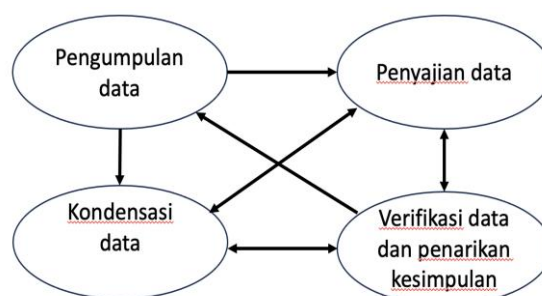 Pengumpulan
data
Penyajian data
Kondensasi
data
Verifikasi data
dan penarikan
kesimpulan